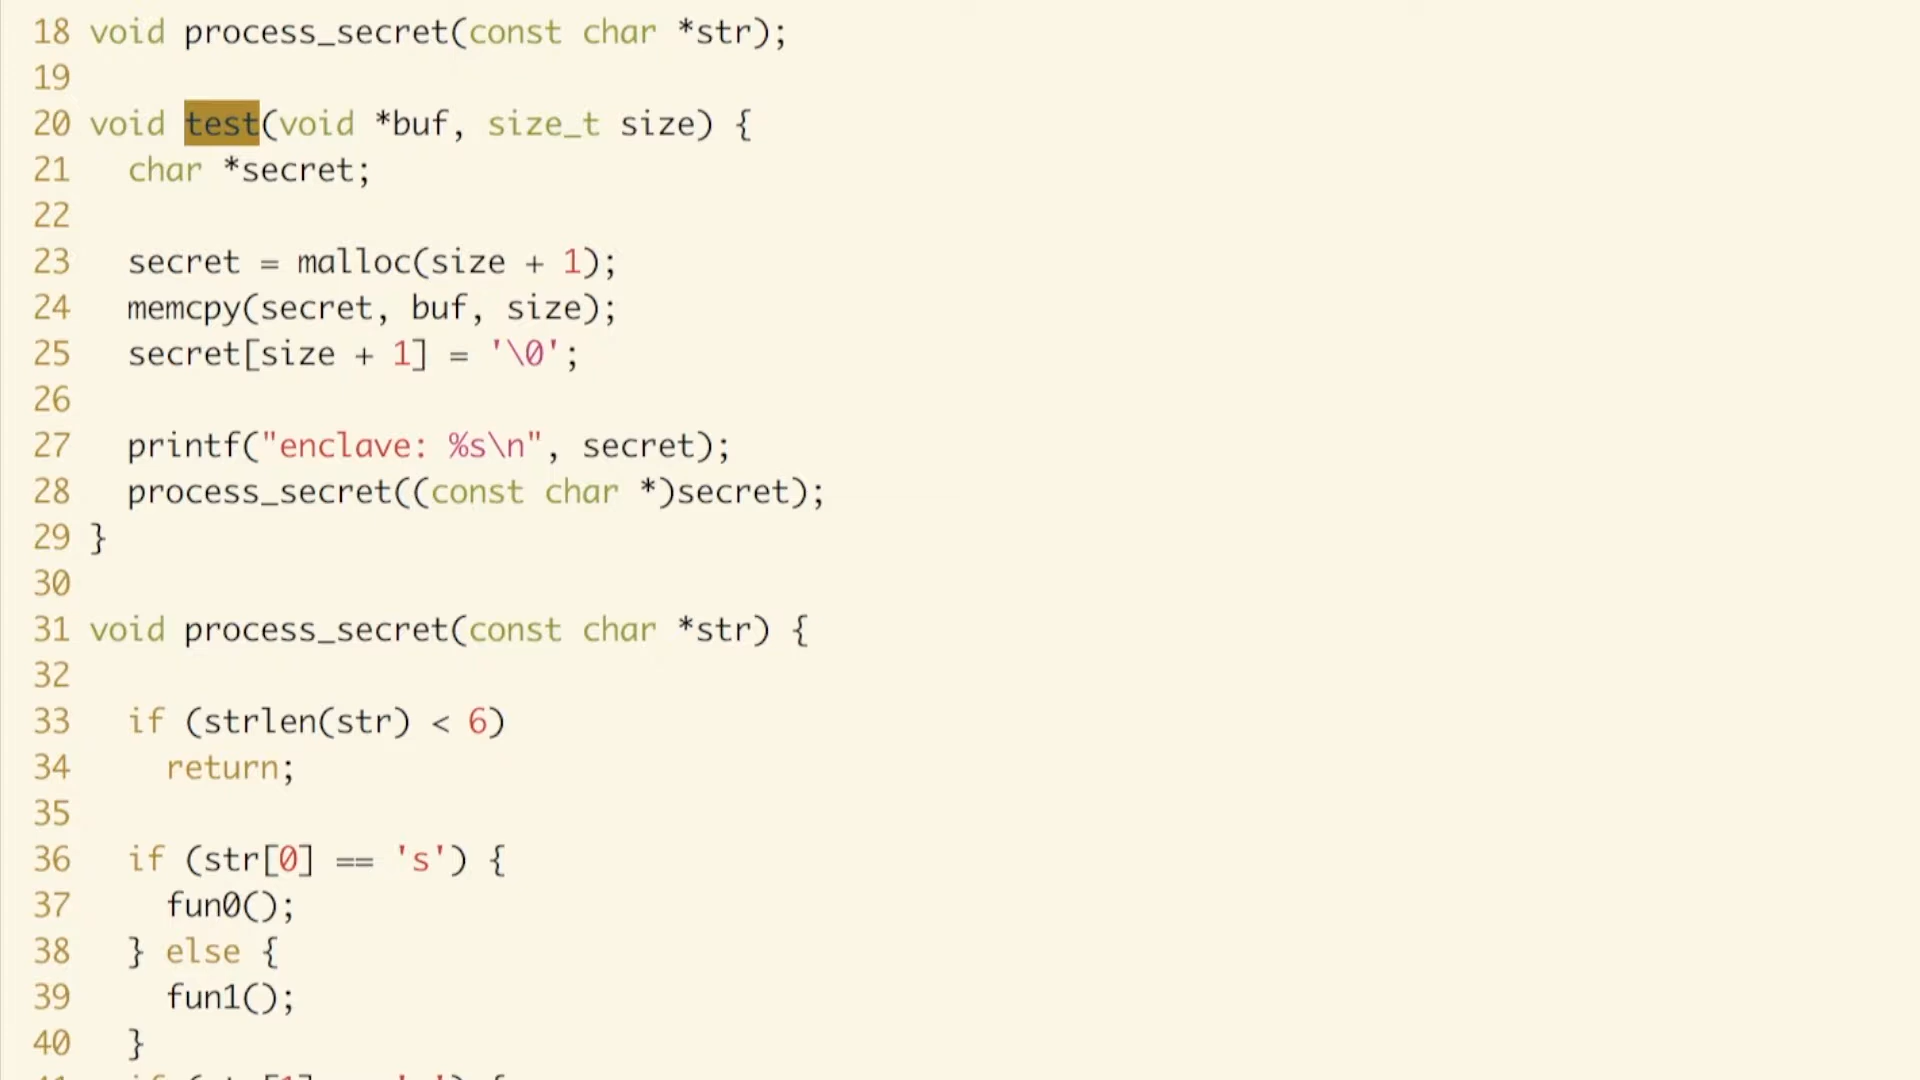 18 void process_secret(const char *str);
19
20 void test(void *buf, size_t size) {
21   char *secret;
22
23   secret = malloc(size + 1);
24   memcpy(secret, buf, size);
25   secret[size + 1] = '\0';
26
27   printf("enclave: %s\n", secret);
28   process_secret((const char *)secret);
29 }
30
31 void process_secret(const char *str) {
32
33   if (strlen(str) < 6)
34     return;
35
36   if (str[0] == 's') {
37     fun0();
38   } else {
39     fun1();
40   }